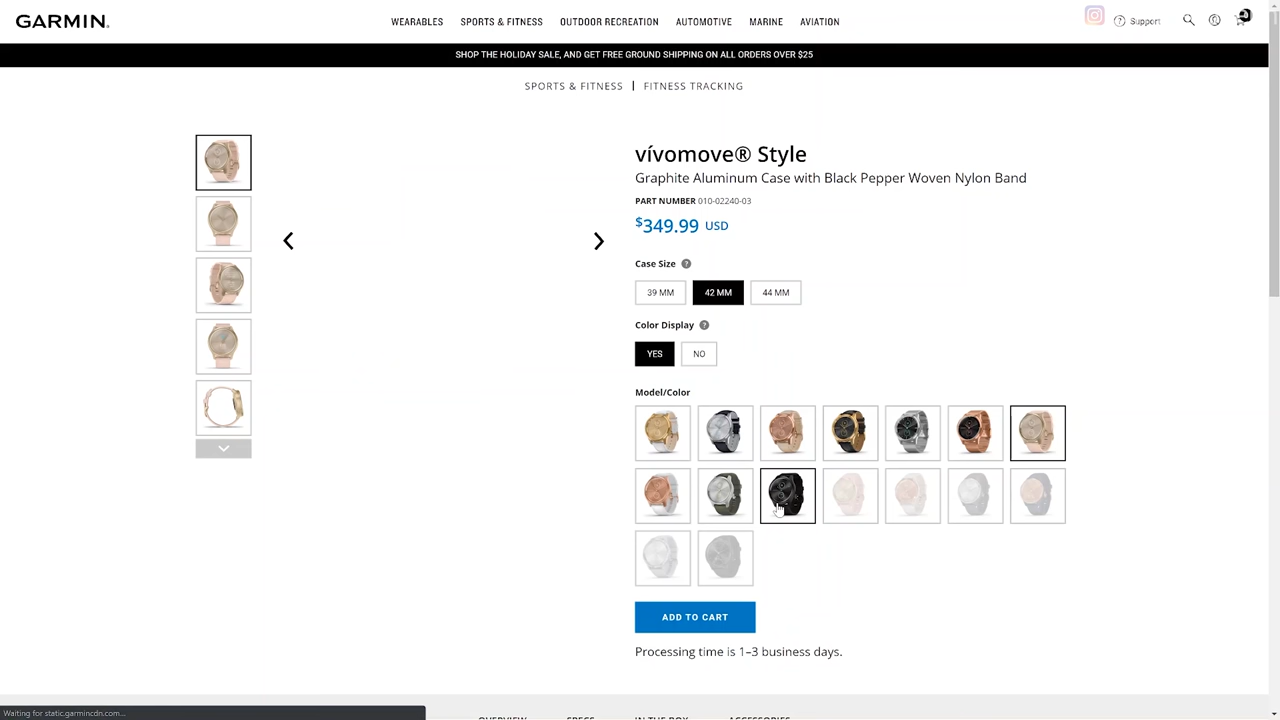 GARMIN.
WEARABLES SPORTS & FITNESS OUTDOOR RECREATION AUTOMOTIVE MARINE AVIATION
Support
SHOP THE HOLIDAY SALE, AND GET FREE GROUND SHIPPING ON ALL ORDERS OVER $25
SPORTS & FITNESS | FITNESS TRACKING
vívomove® Style
Graphite Aluminum Case with Black Pepper Woven Nylon Band
PART NUMBER 010-02240-03
$349.99 USD
Case Size ?
39 MM 42 MM 44 MM
Color Display ?
YES NO
Model/Color
ADD TO CART
Processing time is 1–3 business days.
Waiting for static.garmincdn.com...
OVERVIEW SPECS IN THE BOX ACCESSORIES